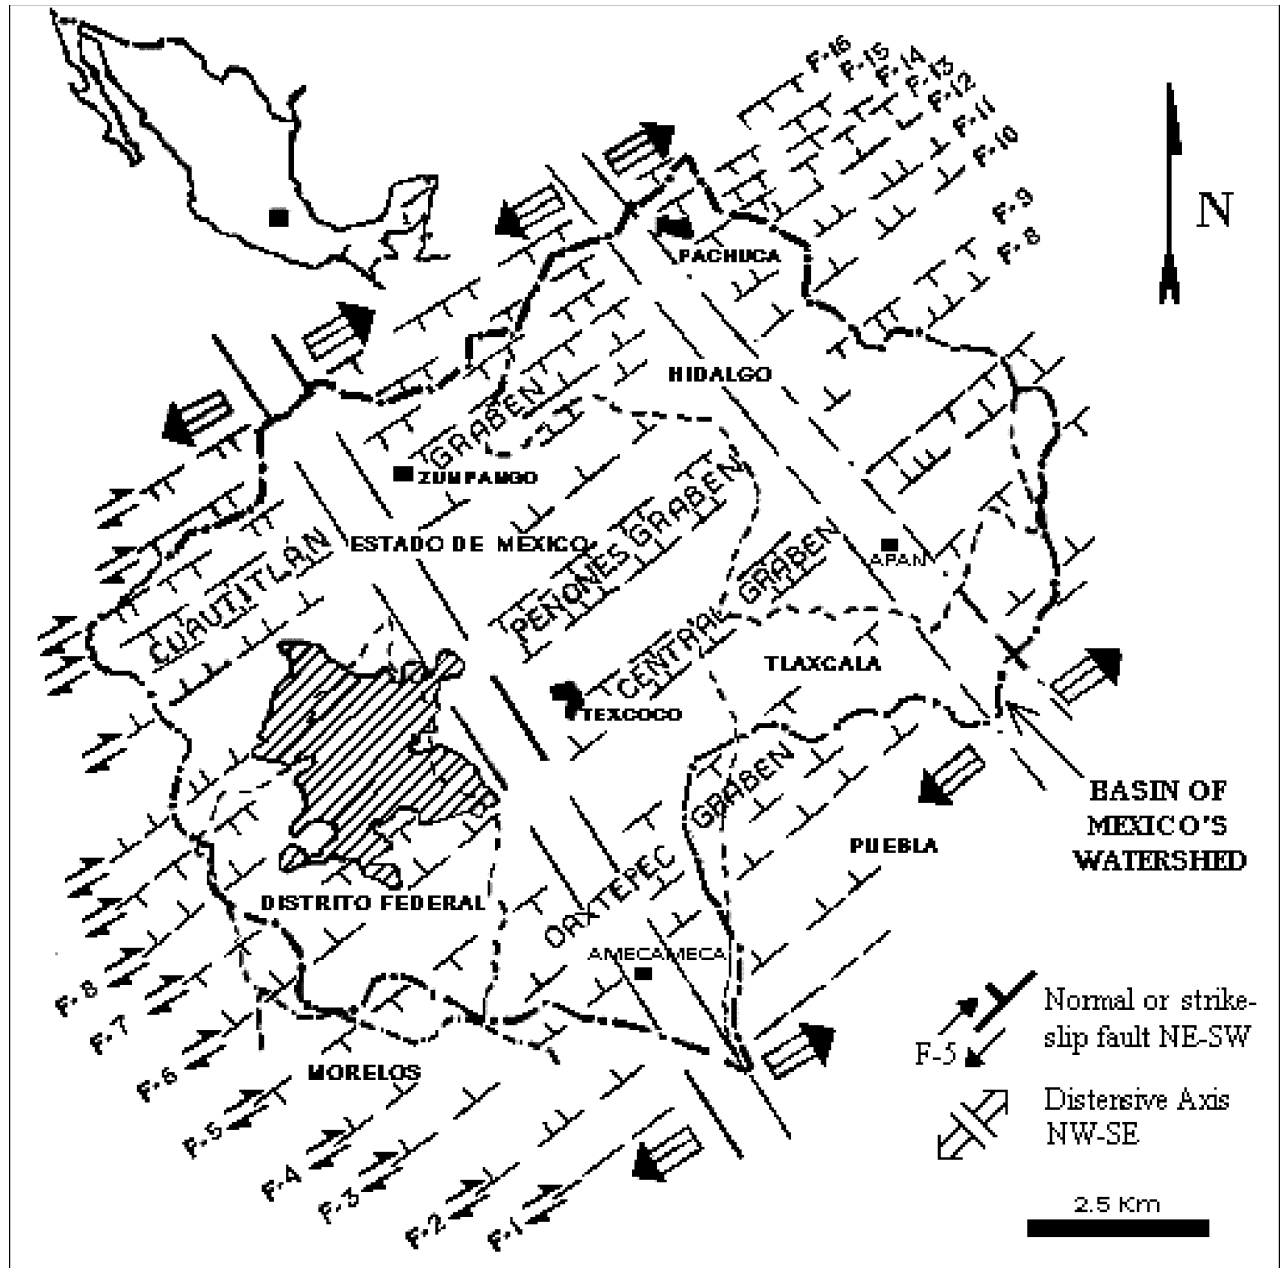 F-16
F-15
F-14
F-13
F-12
F-11
F-10
F-9
F-8
N
PACHUCA
HIDALGO
GRABEN
ZUMPANGO
ESTADO DE MEXICO
CUAUTITLÁN
PEÑONES GRABEN
CENTRAL GRABEN
APAN
TLAXCALA
TEXCOCO
GRABEN
BASIN OF
MEXICO'S
WATERSHED
PUEBLA
DISTRITO FEDERAL
OAXTEPEC
AMECAMECA
F-8
F-7
F-6
F-5
F-4
F-3
F-2
F-1
MORELOS
F-5
Normal or strike-
slip fault NE-SW
Distensive Axis
NW-SE
2.5 Km